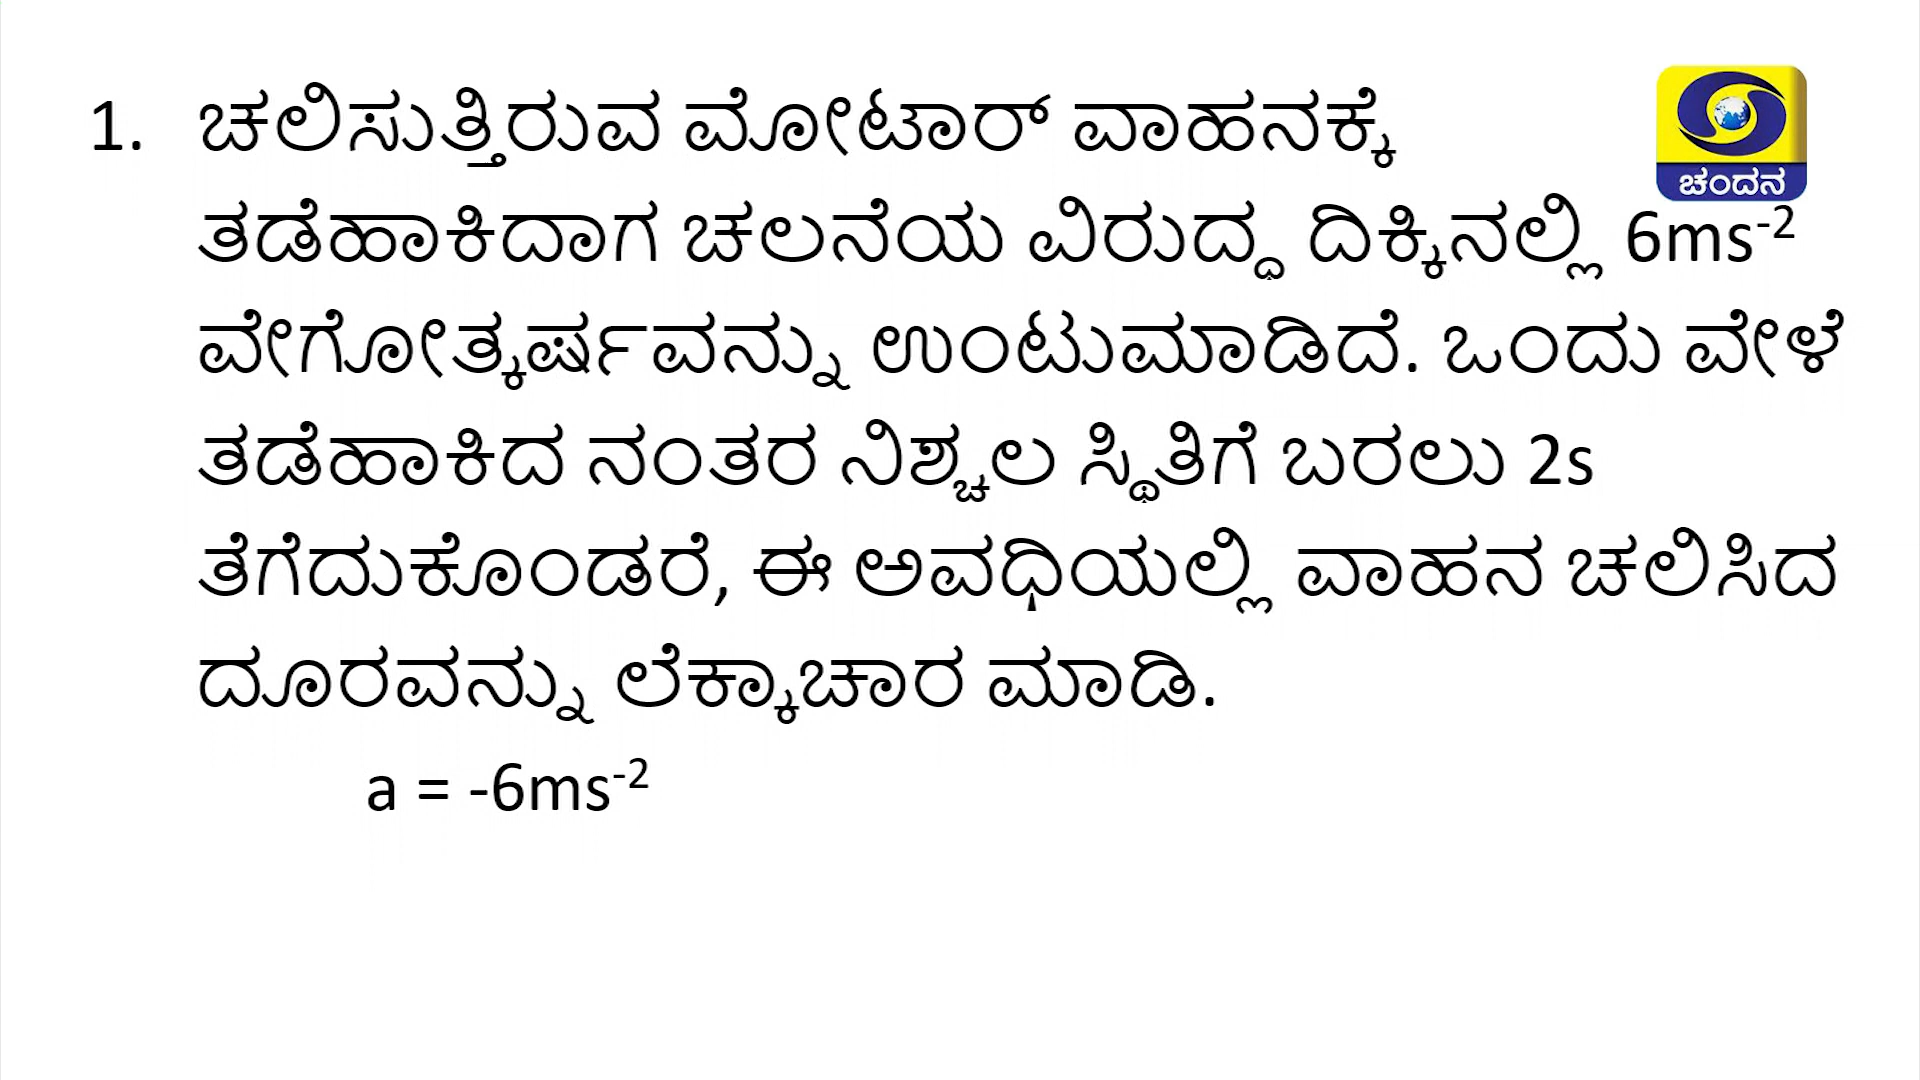 1. ಚಲಿಸುತ್ತಿರುವ ಮೋಟಾರ್ ವಾಹನಕ್ಕೆ
ಚಂದನ
ತಡೆಹಾಕಿದಾಗ ಚಲನೆಯ ವಿರುದ್ಧ ದಿಕ್ಕಿನಲ್ಲಿ 6ms⁻²
ವೇಗೋತ್ಕರ್ಷವನ್ನು ಉಂಟುಮಾಡಿದೆ. ಒಂದು ವೇಳೆ
ತಡೆಹಾಕಿದ ನಂತರ ನಿಶ್ಚಲ ಸ್ಥಿತಿಗೆ ಬರಲು 2s
ತೆಗೆದುಕೊಂಡರೆ, ಈ ಅವಧಿಯಲ್ಲಿ ವಾಹನ ಚಲಿಸಿದ
ದೂರವನ್ನು ಲೆಕ್ಕಾಚಾರ ಮಾಡಿ.
a = -6ms⁻²